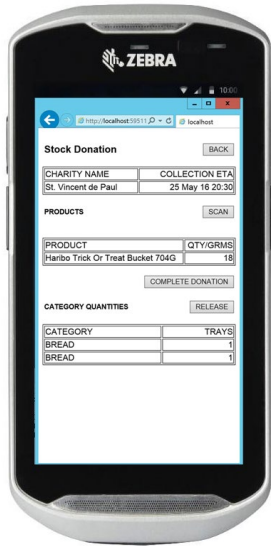 ZEBRA
10:00
http://localhost:59511
localhost
Stock Donation BACK
CHARITY NAME COLLECTION ETA
St. Vincent de Paul 25 May 16 20:30
PRODUCTS SCAN
PRODUCT QTY/GRMS
Haribo Trick Or Treat Bucket 704G 18
COMPLETE DONATION
CATEGORY QUANTITIES RELEASE
CATEGORY TRAYS
BREAD 1
BREAD 1